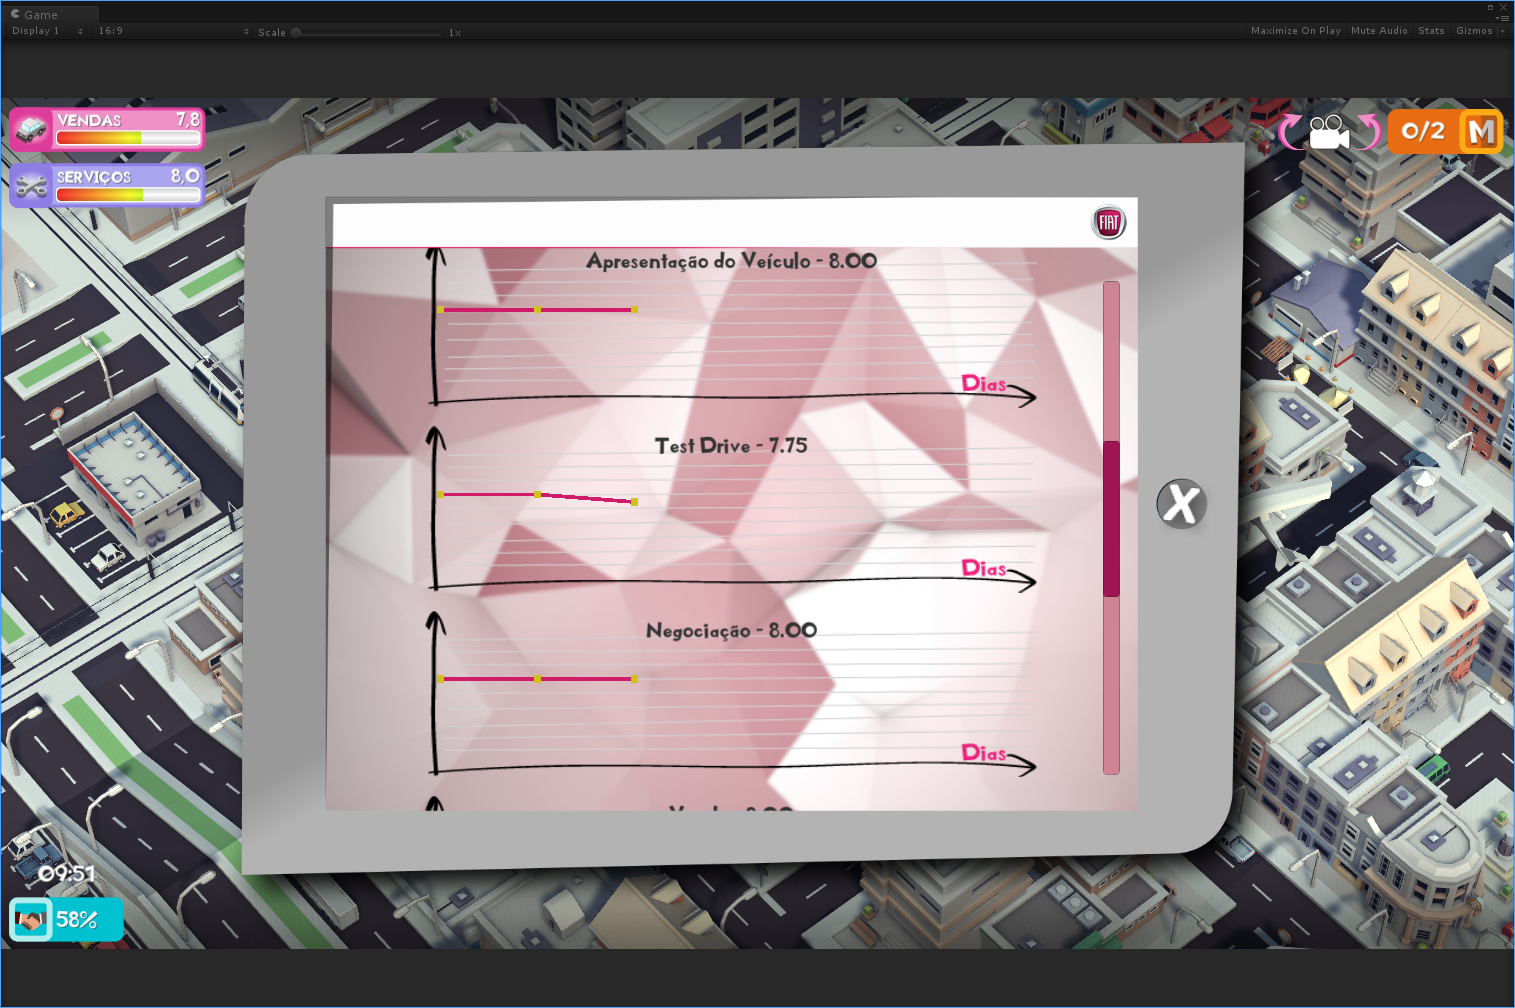 Game
Display 1
16:9
Scale
1x
Maximize On Play
Mute Audio
Stats
Gizmos
VENDAS 7,8
SERVIÇOS 8,0
0/2
M
FIAT
Apresentação do Veículo - 8.00
Dias
Test Drive - 7.75
Dias
X
Negociação - 8.00
Dias
09:51
58%